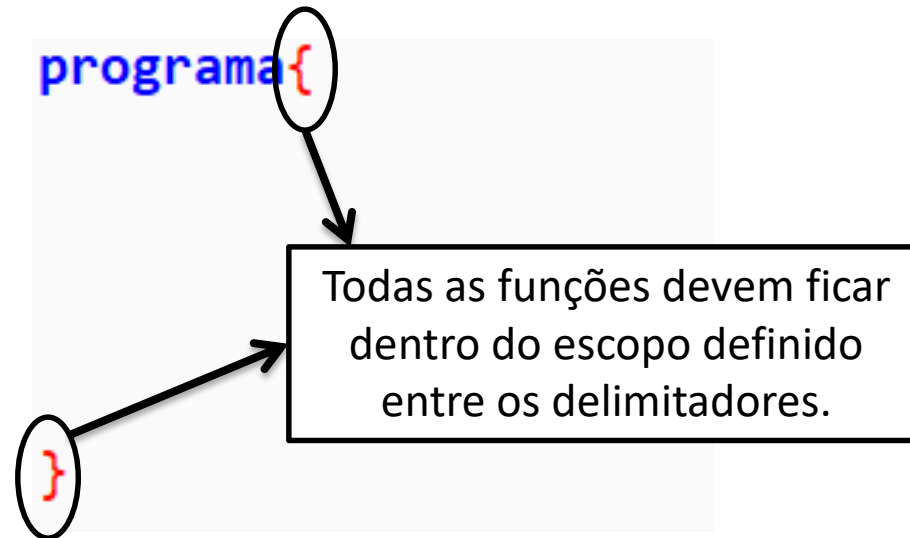 programa{
Todas as funções devem ficar
dentro do escopo definido
entre os delimitadores.
}